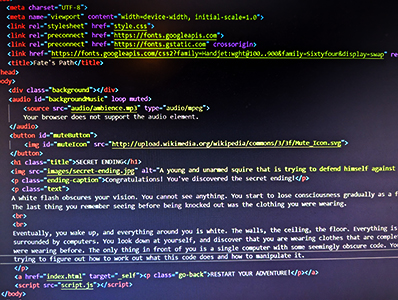 <meta charset="UTF-8">
<meta name="viewport" content="width=device-width, initial-scale=1.0">
<link rel="stylesheet" href="style.css">
<link rel="preconnect" href="https://fonts.googleapis.com">
<link rel="preconnect" href="https://fonts.gstatic.com" crossorigin>
<link href="https://fonts.googleapis.com/css2?family=Handjet:wght@100..900&family=Sixtyfour&display=swap"
<title>Fate's Path</title>
head>
body>
<div class="background"></div>
<audio id="backgroundMusic" loop muted>
<source src="audio/ambience.mp3" type="audio/mpeg">
Your browser does not support the audio element.
</audio>
<button id="muteButton">
<img id="muteIcon" src="http://upload.wikimedia.org/wikipedia/commons/3/3f/Mute_Icon.svg">
</button>
<h1 class="title">SECRET ENDING</h1>
<img src="images/secret-ending.jpg" alt="A young and unarmed squire that is trying to defend himself against
<p class="ending-caption">Congratulations! You've discovered the secret ending!</p>
<p class="text">
A white flash obscures your vision. You cannot see anything. You start to lose consciousness gradually as a
The last thing you remember seeing before being knocked out was the clothing you were wearing.
<br>
<br>
Eventually, you wake up, and everything around you is white. The walls, the ceiling, the floor. Everything is
surrounded by computers. You look down at yourself, and discover that you are wearing clothes that are
were wearing before. The only thing in front of you is a single computer with some seemingly obscure code. You
trying to figure out how to work out what this code does and how to manipulate it.
</p>
<a href="index.html" target="_self"><p class="go-back">RESTART YOUR ADVENTURE!</p></a>
<script src="script.js"></script>
</body>